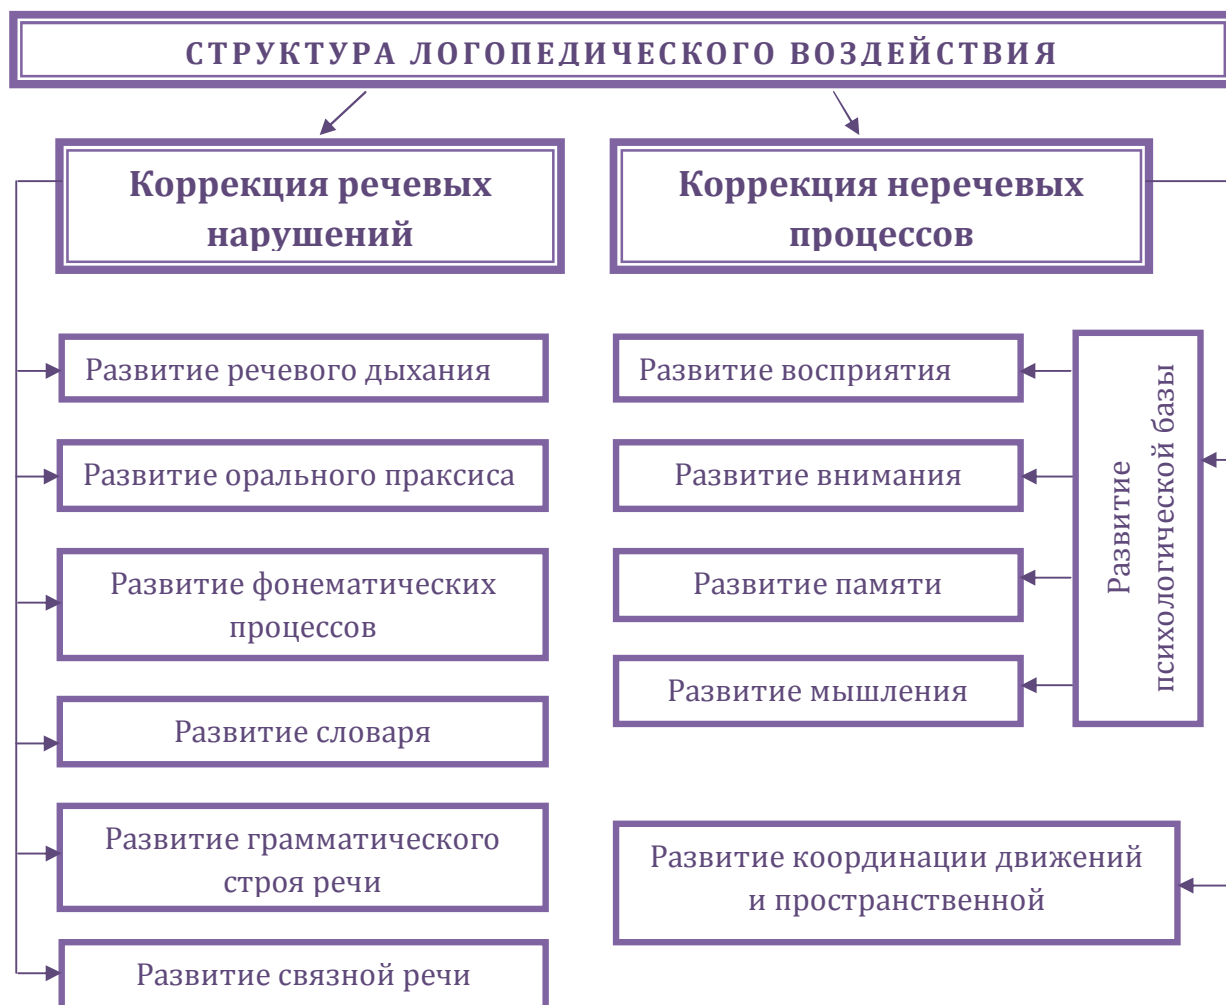 СТРУКТУРА ЛОГОПЕДИЧЕСКОГО ВОЗДЕЙСТВИЯ
Коррекция речевых
нарушений
Коррекция неречевых
процессов
Развитие речевого дыхания
Развитие орального праксиса
Развитие фонематических
процессов
Развитие словаря
Развитие грамматического
строя речи
Развитие связной речи
Развитие восприятия
Развитие внимания
Развитие памяти
Развитие мышления
Развитие
психологической базы
Развитие координации движений
и пространственной